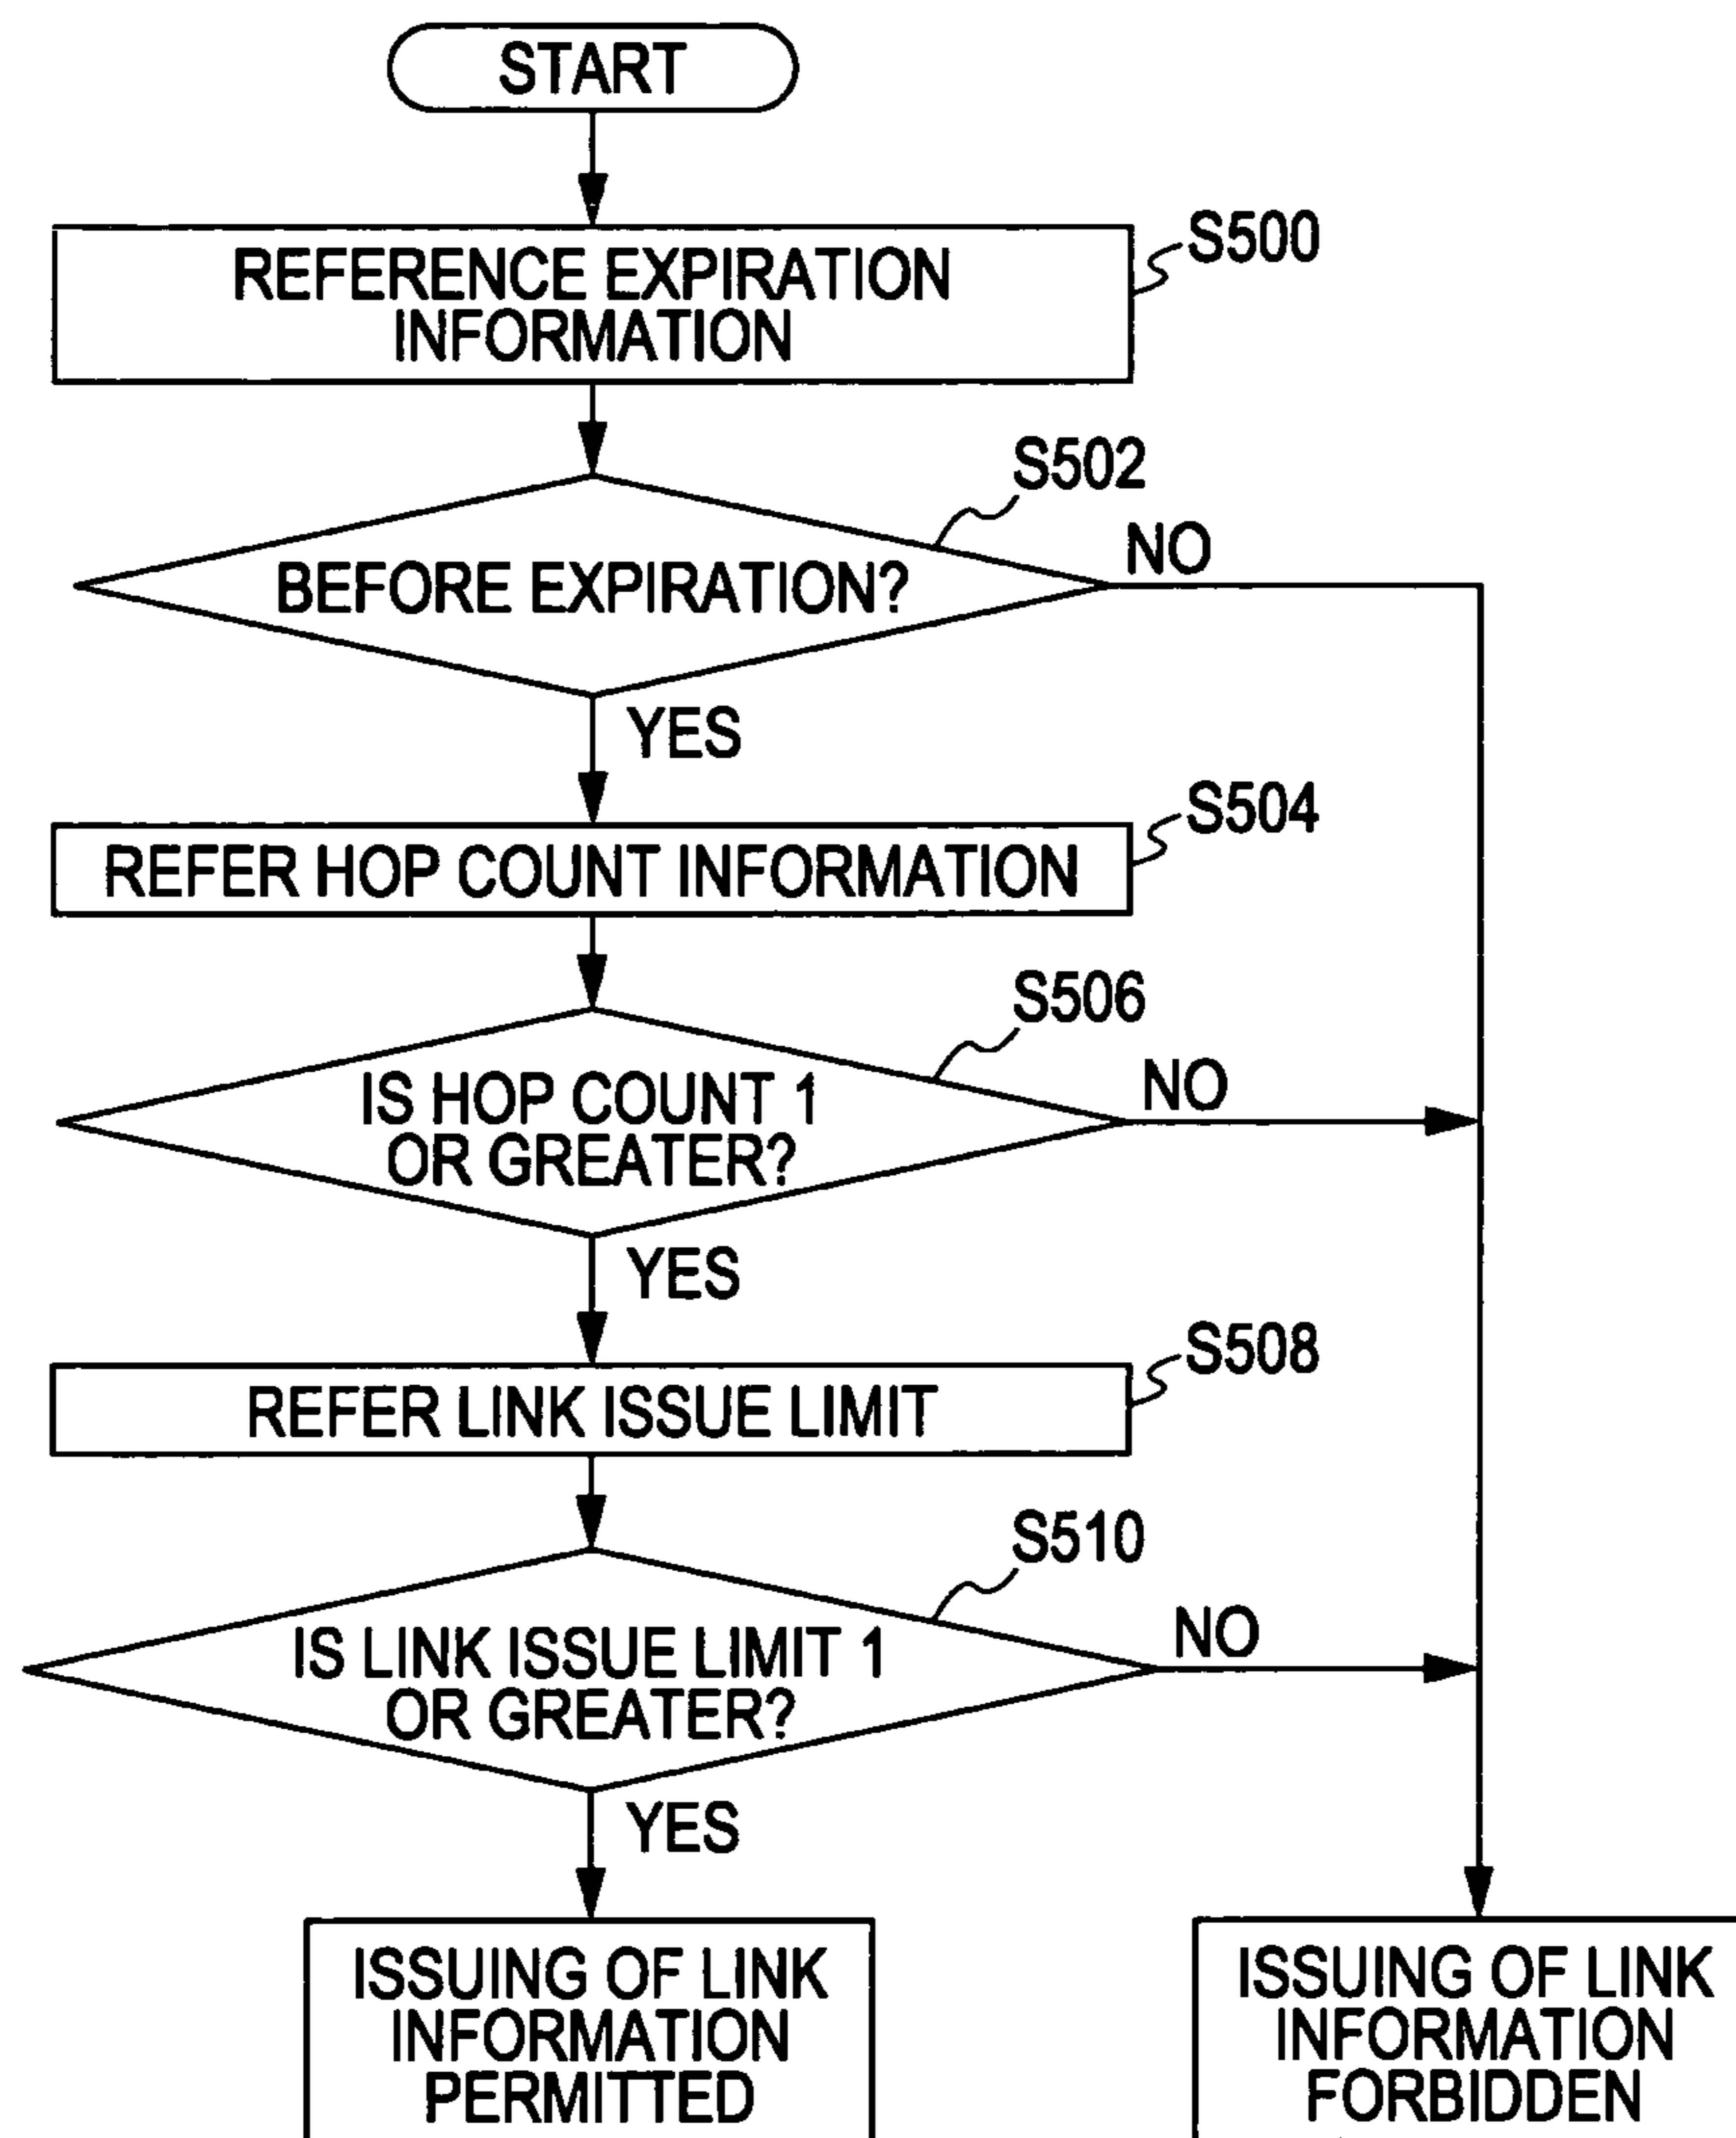 START
REFERENCE EXPIRATION
INFORMATION
S500
S502
BEFORE EXPIRATION?
NO
YES
REFER HOP COUNT INFORMATION
S504
S506
IS HOP COUNT 1
OR GREATER?
NO
YES
REFER LINK ISSUE LIMIT
S508
S510
IS LINK ISSUE LIMIT 1
OR GREATER?
NO
YES
ISSUING OF LINK
INFORMATION
PERMITTED
ISSUING OF LINK
INFORMATION
FORBIDDEN